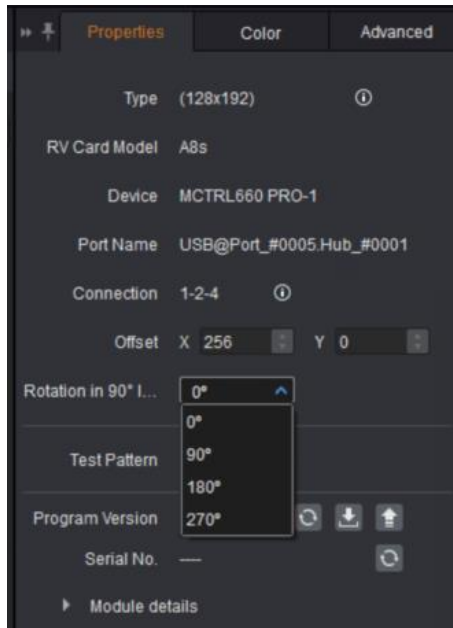 Properties Color Advanced
Type (128x192)
RV Card Model A8s
Device MCTRL660 PRO-1
Port Name USB@Port_#0005.Hub_#0001
Connection 1-2-4
Offset X 256 Y 0
Rotation in 90° I... 0°
0°
90°
Test Pattern
180°
Program Version 270°
Serial No. ----
Module details